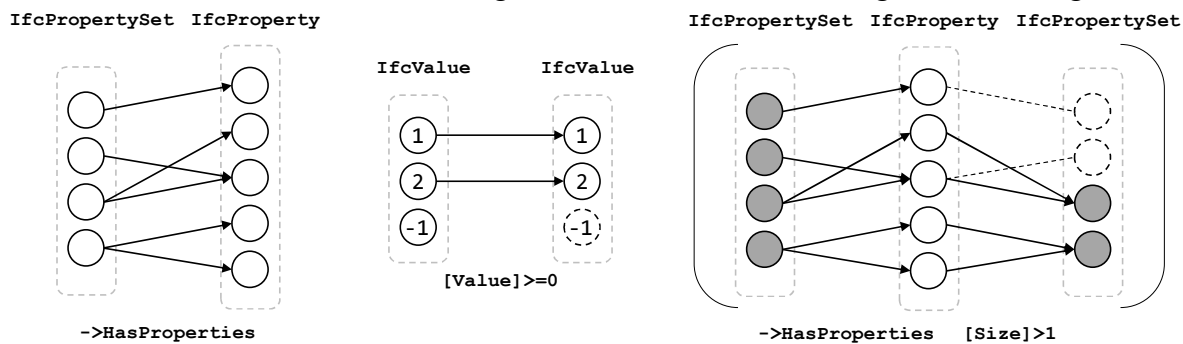 IfcPropertySet IfcProperty
->HasProperties
IfcValue IfcValue
1 1
2 2
-1 -1
[Value]>=0
IfcPropertySet IfcProperty IfcPropertySet
->HasProperties [Size]>1